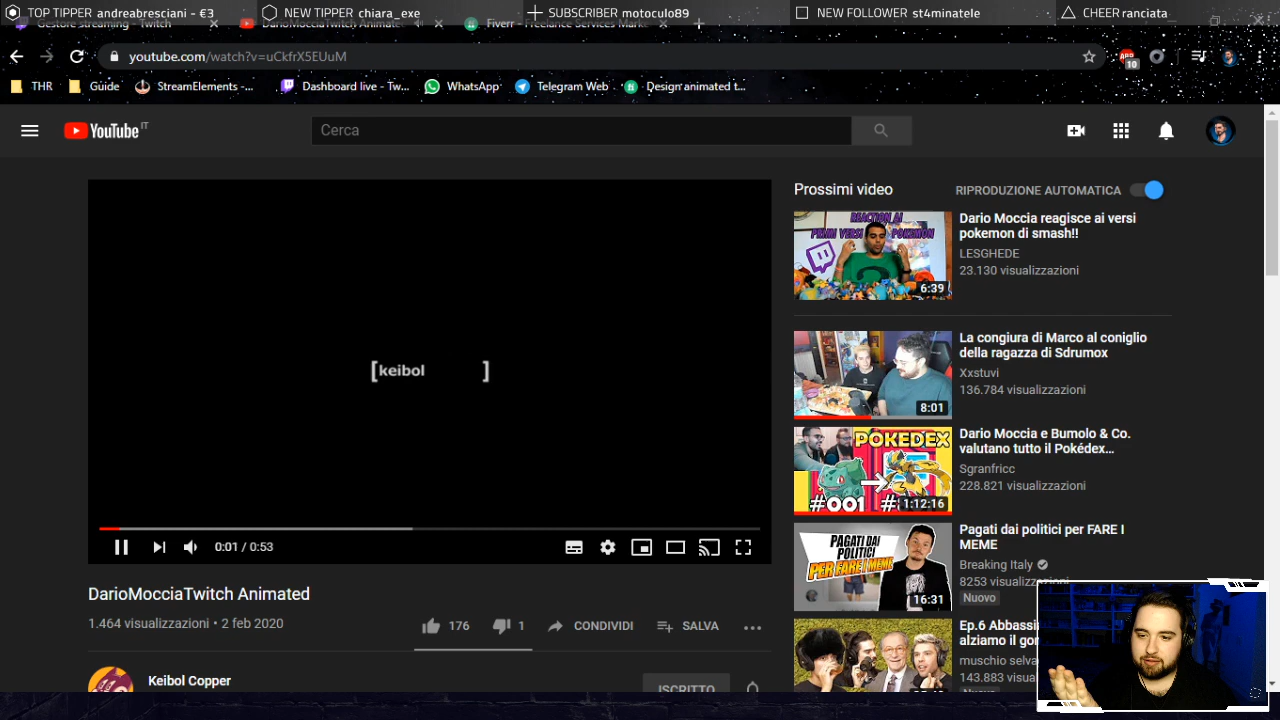 TOP TIPPER andreabresciani - €3
NEW TIPPER chiara_exe
SUBSCRIBER motoculo89
NEW FOLLOWER st4minatele
CHEER ranciata
Gestore streaming - Twitch
DarioMocciaTwitch Animated
Fiverr - Freelance Services Mark
youtube.com/watch?v=uCkfrX5EUuM
ABP
10
THR
Guide
StreamElements -...
Dashboard live - Tw...
WhatsApp
Telegram Web
Design animated t...
YouTube IT
Cerca
[keibol ]
0:01 / 0:53
DarioMocciaTwitch Animated
1.464 visualizzazioni • 2 feb 2020
176
1
CONDIVIDI
SALVA
Keibol Copper
ISCRITTO
Prossimi video
RIPRODUZIONE AUTOMATICA
REACTION AI
PKMN VERSI POKEMON
6:39
Dario Moccia reagisce ai versi
pokemon di smash!!
LESGHEDE
23.130 visualizzazioni
8:01
La congiura di Marco al coniglio
della ragazza di Sdrumox
Xxstuvi
136.784 visualizzazioni
POKEDEX
#001
1:12:16
Dario Moccia e Bumolo & Co.
valutano tutto il Pokédex...
Sgranfricc
228.821 visualizzazioni
PAGATI DAI
POLITICI
PER FARE I MEME
16:31
Pagati dai politici per FARE I
MEME
Breaking Italy
8253 visualizzazioni
Nuovo
Ep.6 Abbassi
alziamo il gor
muschio selva
143.883 visua